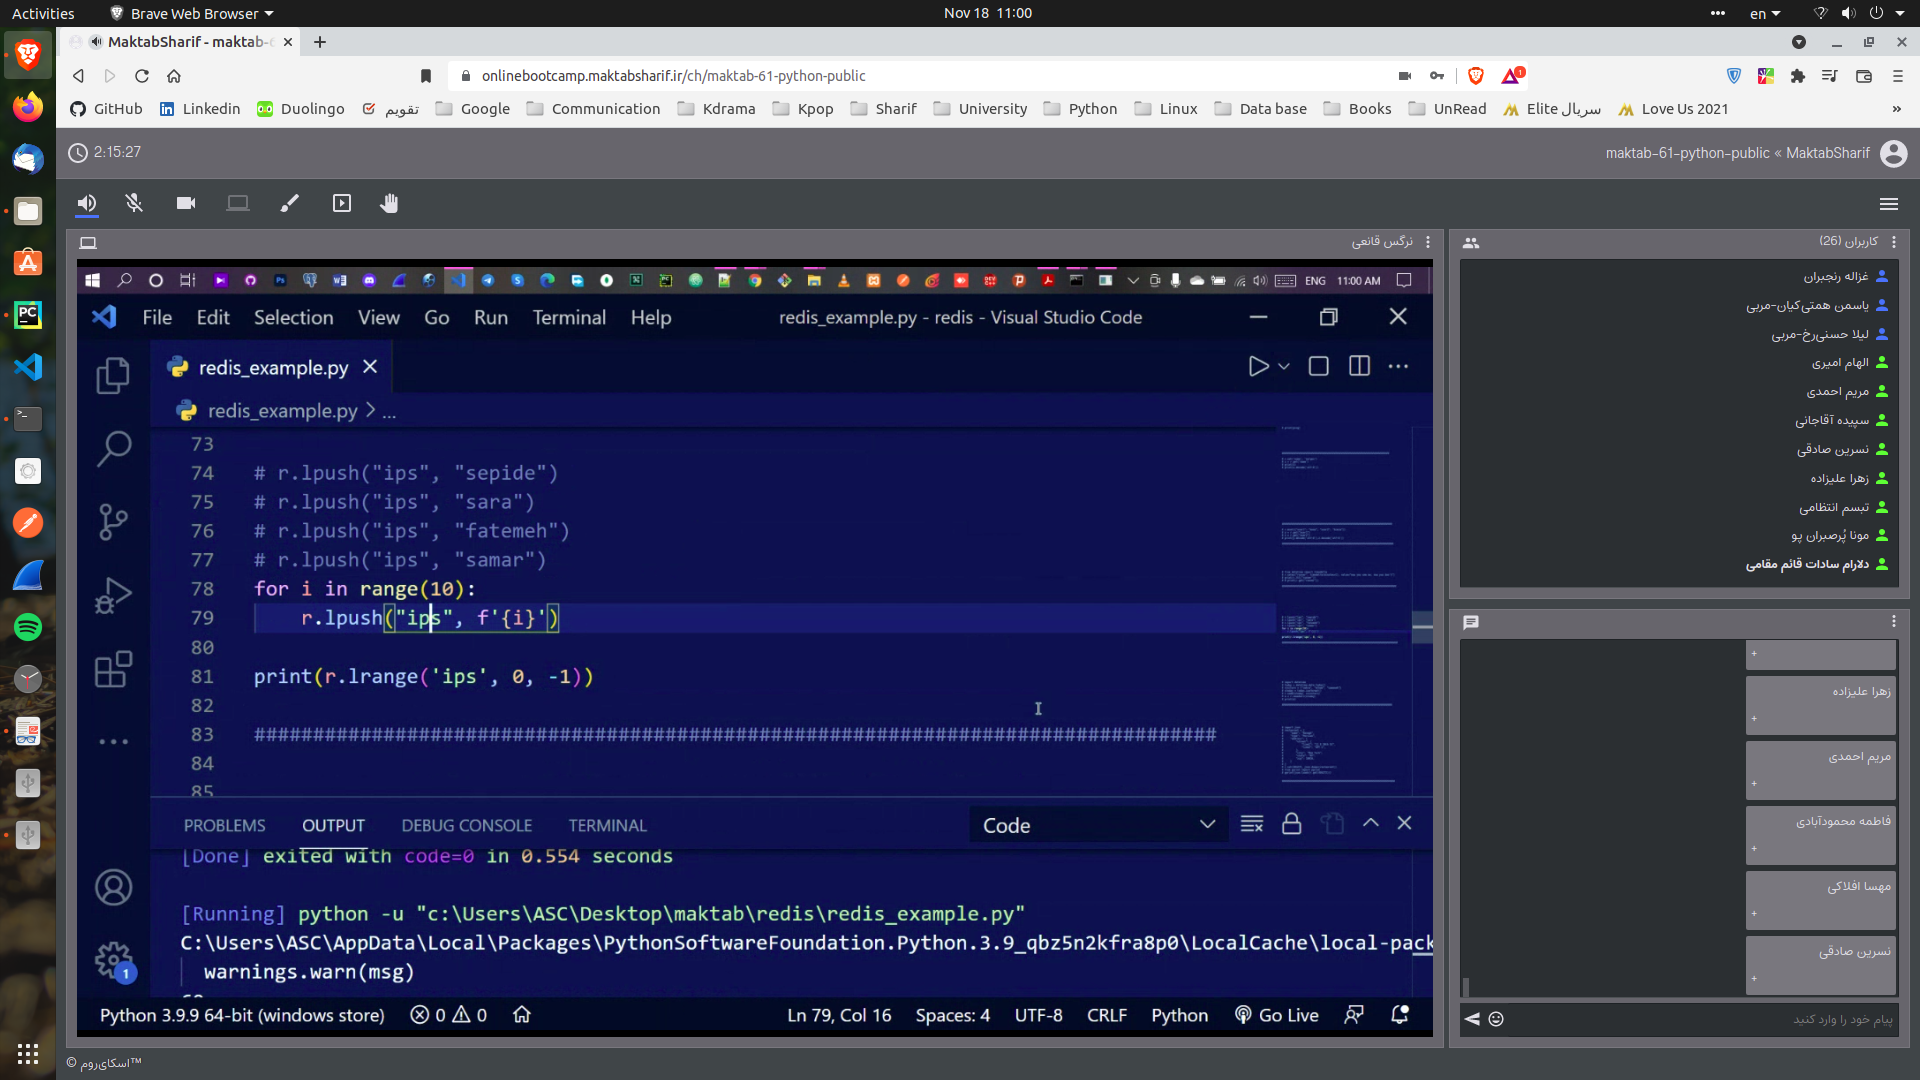 Activities
Brave Web Browser
Nov 18 11:00
en
MaktabSharif - maktab-6
onlinebootcamp.maktabsharif.ir/ch/maktab-61-python-public
1
GitHub
Linkedin
Duolingo
تقویم
Google
Communication
Kdrama
Kpop
Sharif
University
Python
Linux
Data base
Books
UnRead
سریال Elite
Love Us 2021
»
2:15:27
maktab-61-python-public « MaktabSharif
نرگس قانعی
ENG 11:00 AM
File Edit Selection View Go Run Terminal Help
redis_example.py - redis - Visual Studio Code
redis_example.py
redis_example.py > ...
73
74 # r.lpush("ips", "sepide")
75 # r.lpush("ips", "sara")
76 # r.lpush("ips", "fatemeh")
77 # r.lpush("ips", "samar")
78 for i in range(10):
79 r.lpush("ips", f'{i}')
80
81 print(r.lrange('ips', 0, -1))
82
83 ##################################################################################
84
85
PROBLEMS OUTPUT DEBUG CONSOLE TERMINAL
Code
[Done] exited with code=0 in 0.554 seconds
[Running] python -u "c:\Users\ASC\Desktop\maktab\redis\redis_example.py"
C:\Users\ASC\AppData\Local\Packages\PythonSoftwareFoundation.Python.3.9_qbz5n2kfra8p0\LocalCache\local-pack
warnings.warn(msg)
1
Python 3.9.9 64-bit (windows store)
0 0
Ln 79, Col 16
Spaces: 4
UTF-8
CRLF
Python
Go Live
کاربران (26)
غزاله رنجبران
یاسمن همتی‌کیان-مربی
لیلا حسنی‌رخ-مربی
الهام امیری
مریم احمدی
سپیده آقاجانی
نسرین صادقی
زهرا علیزاده
تبسم انتظامی
مونا پُرصبران پو
دلارام سادات قائم مقامی
+
زهرا علیزاده
+
مریم احمدی
+
فاطمه محمودآبادی
+
مهسا افلاکی
+
نسرین صادقی
+
پیام خود را وارد کنید
© اسکای‌روم™